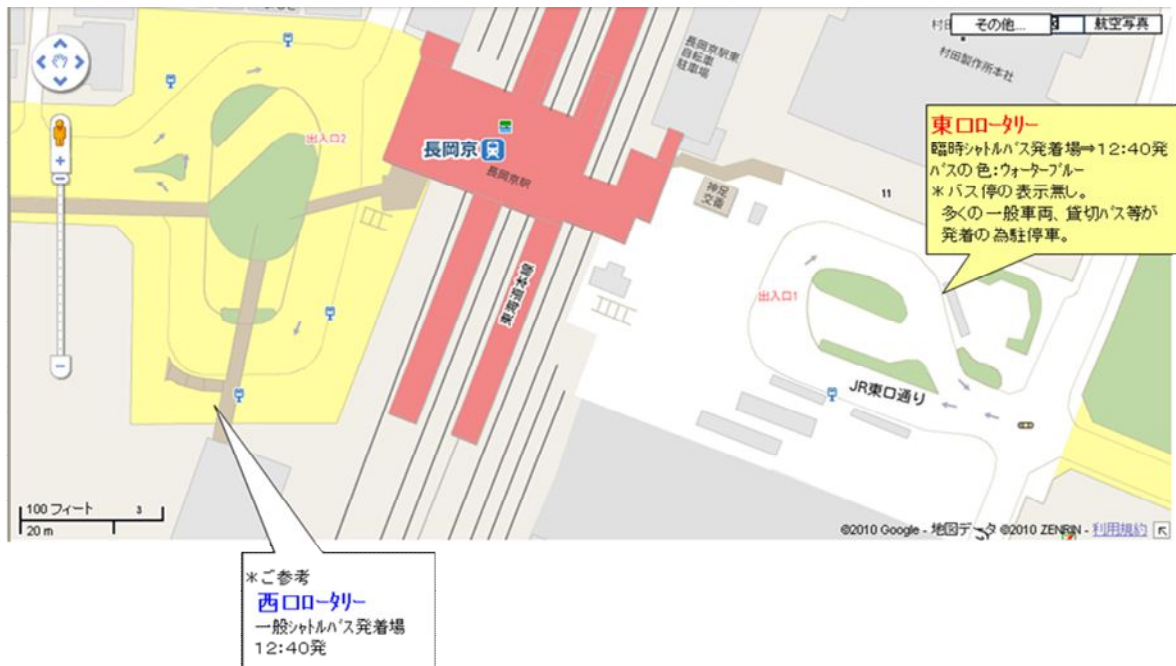 その他...
航空写真
村田製作所本社
長岡京駅東
自転車
駐車場
出入口2
長岡京
長岡京駅
神足
交番
11
東口ロータリー
臨時シャトルバス発着場⇒12:40発
バスの色:ウォーターブルー
＊バス停の表示無し。
多くの一般車両、貸切バス等が
発着の為駐停車。
東海道本線
出入口1
JR東口通り
100 フィート
3
20 m
©2010 Google - 地図データ ©2010 ZENRIN - 利用規約
＊ご参考
西口ロータリー
一般シャトルバス発着場
12:40発